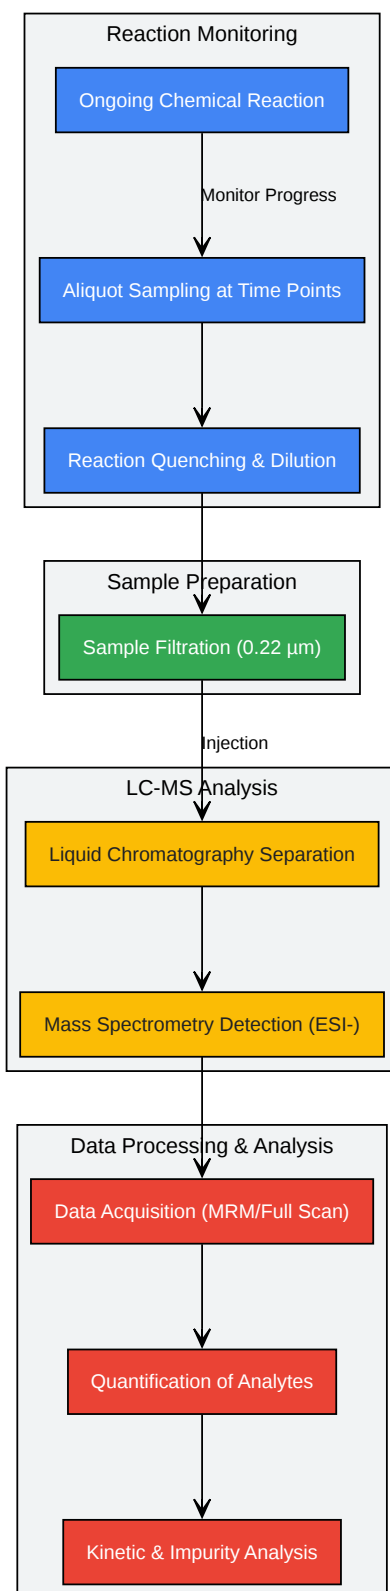 Reaction Monitoring
Ongoing Chemical Reaction
Monitor Progress
Aliquot Sampling at Time Points
Reaction Quenching & Dilution
Sample Preparation
Sample Filtration (0.22 µm)
Injection
LC-MS Analysis
Liquid Chromatography Separation
Mass Spectrometry Detection (ESI-)
Data Processing & Analysis
Data Acquisition (MRM/Full Scan)
Quantification of Analytes
Kinetic & Impurity Analysis